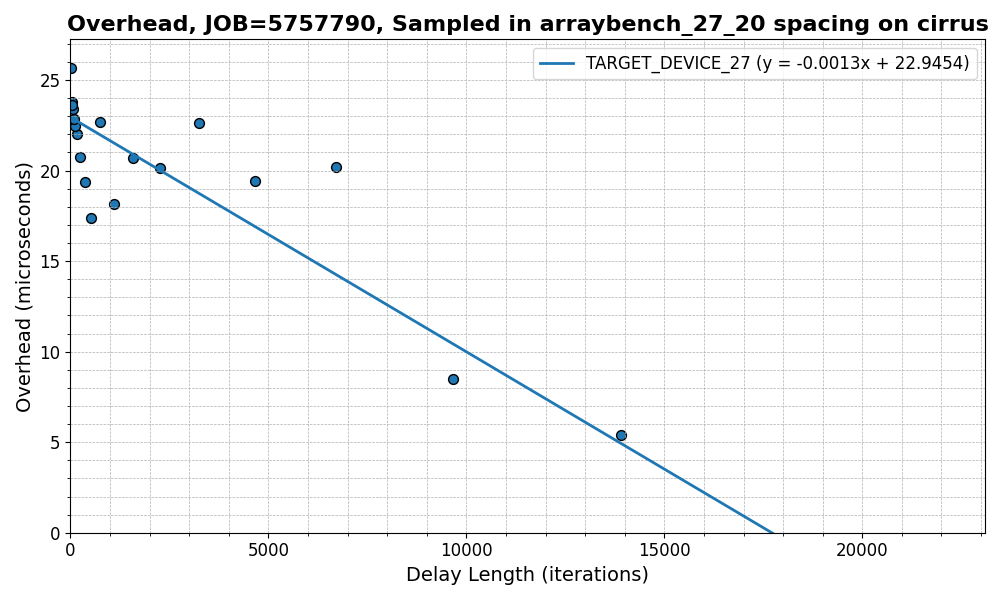 Overhead, JOB=5757790, Sampled in arraybench_27_20 spacing on cirrus
TARGET_DEVICE_27 (y = -0.0013x + 22.9454)
Overhead (microseconds)
25
20
15
10
5
0
0 5000 10000 15000 20000
Delay Length (iterations)